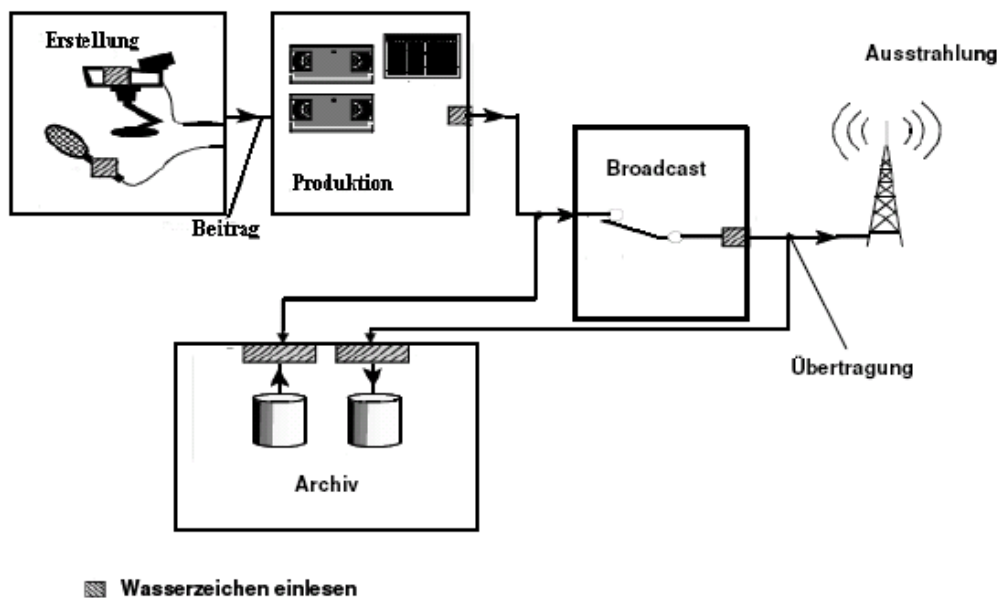 Erstellung
Ausstrahlung
Produktion
Broadcast
Beitrag
Übertragung
Archiv
Wasserzeichen einlesen